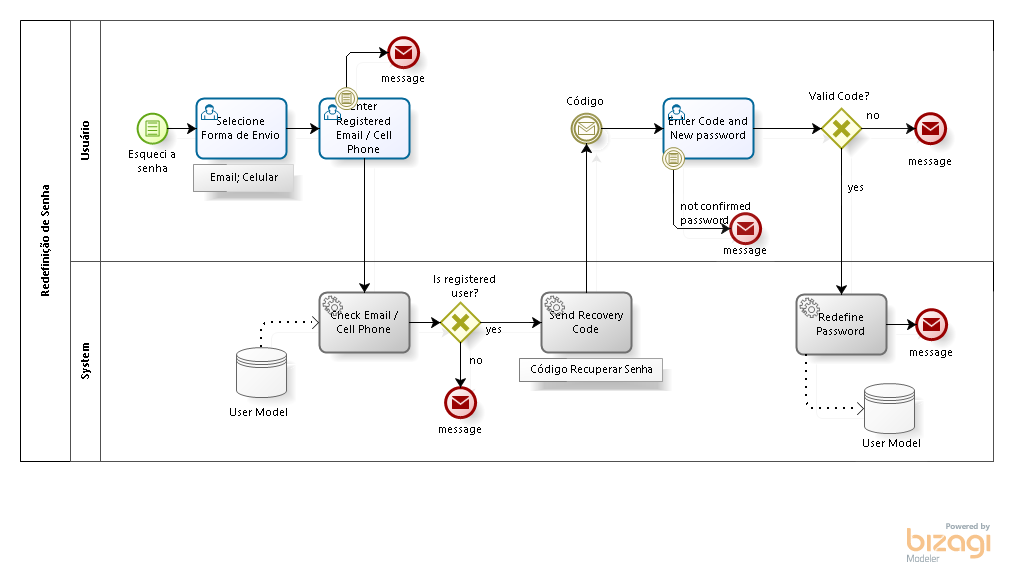 Redefinição de Senha
Usuário
Esqueci a
senha
Selecione
Forma de Envio
Email; Celular
Enter
Registered
Email / Cell
Phone
message
Código
Enter Code and
New password
not confirmed
password
message
Valid Code?
no
message
yes
System
User Model
Check Email /
Cell Phone
Is registered
user?
yes
no
message
Send Recovery
Code
Código Recuperar Senha
Redefine
Password
message
User Model
Powered by
bizagi
Modeler